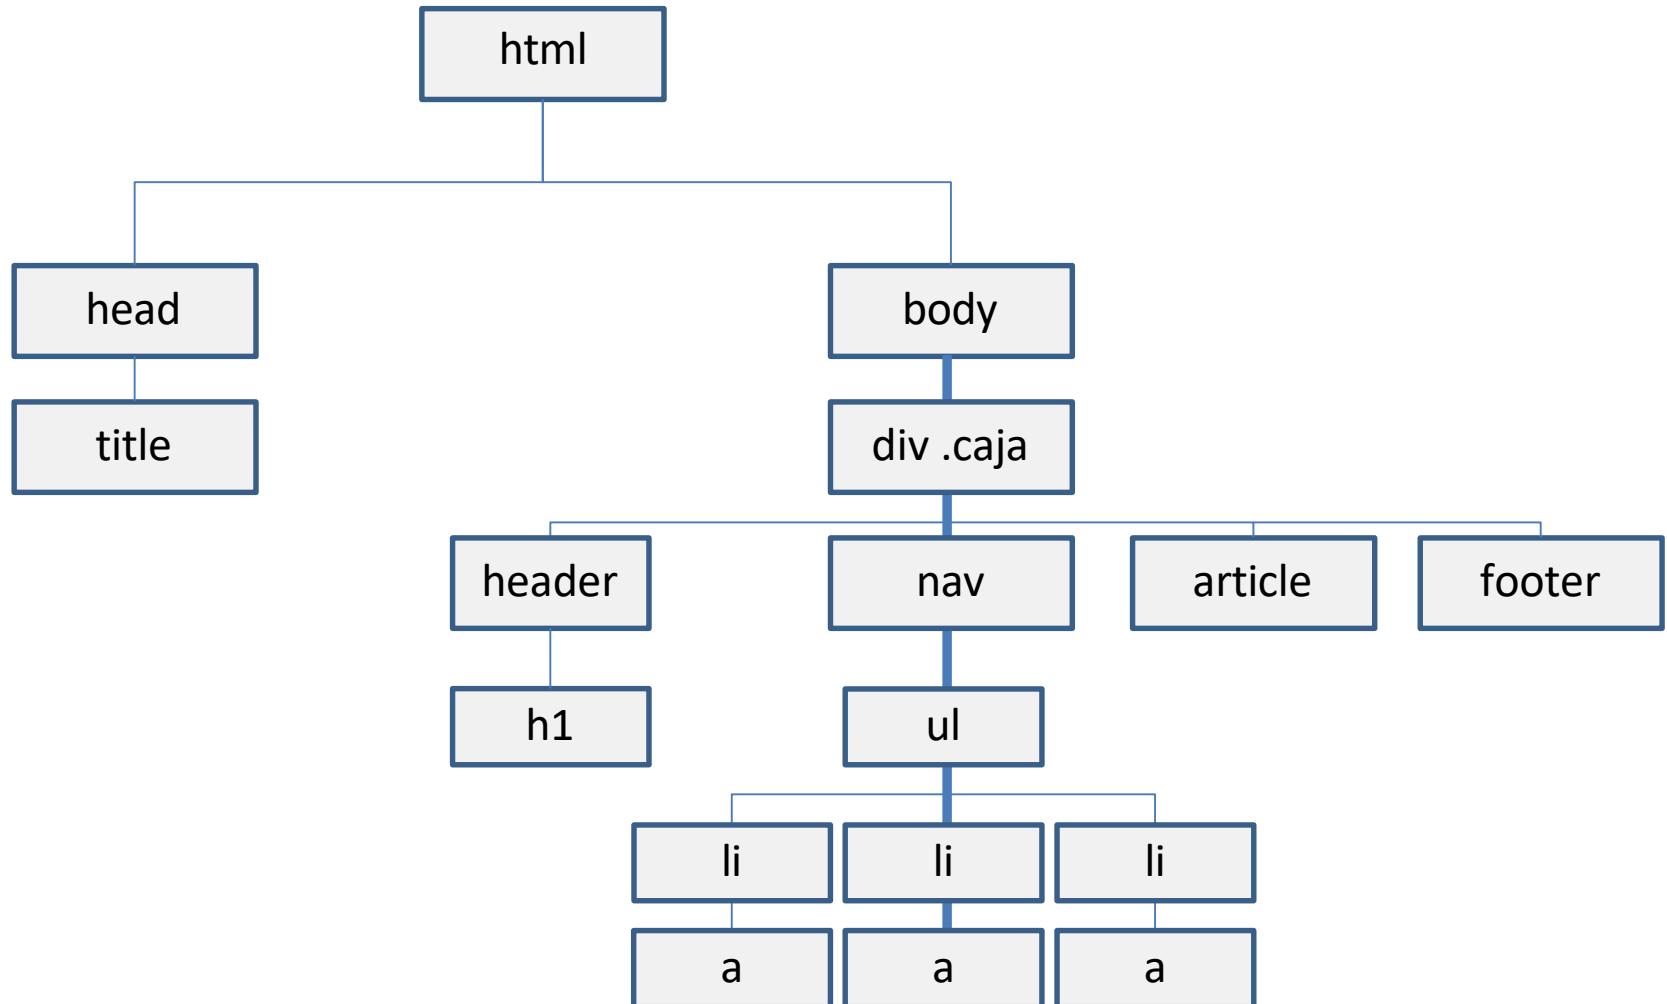 html
head
body
title
div .caja
header
nav
article
footer
h1
ul
li
li
li
a
a
a